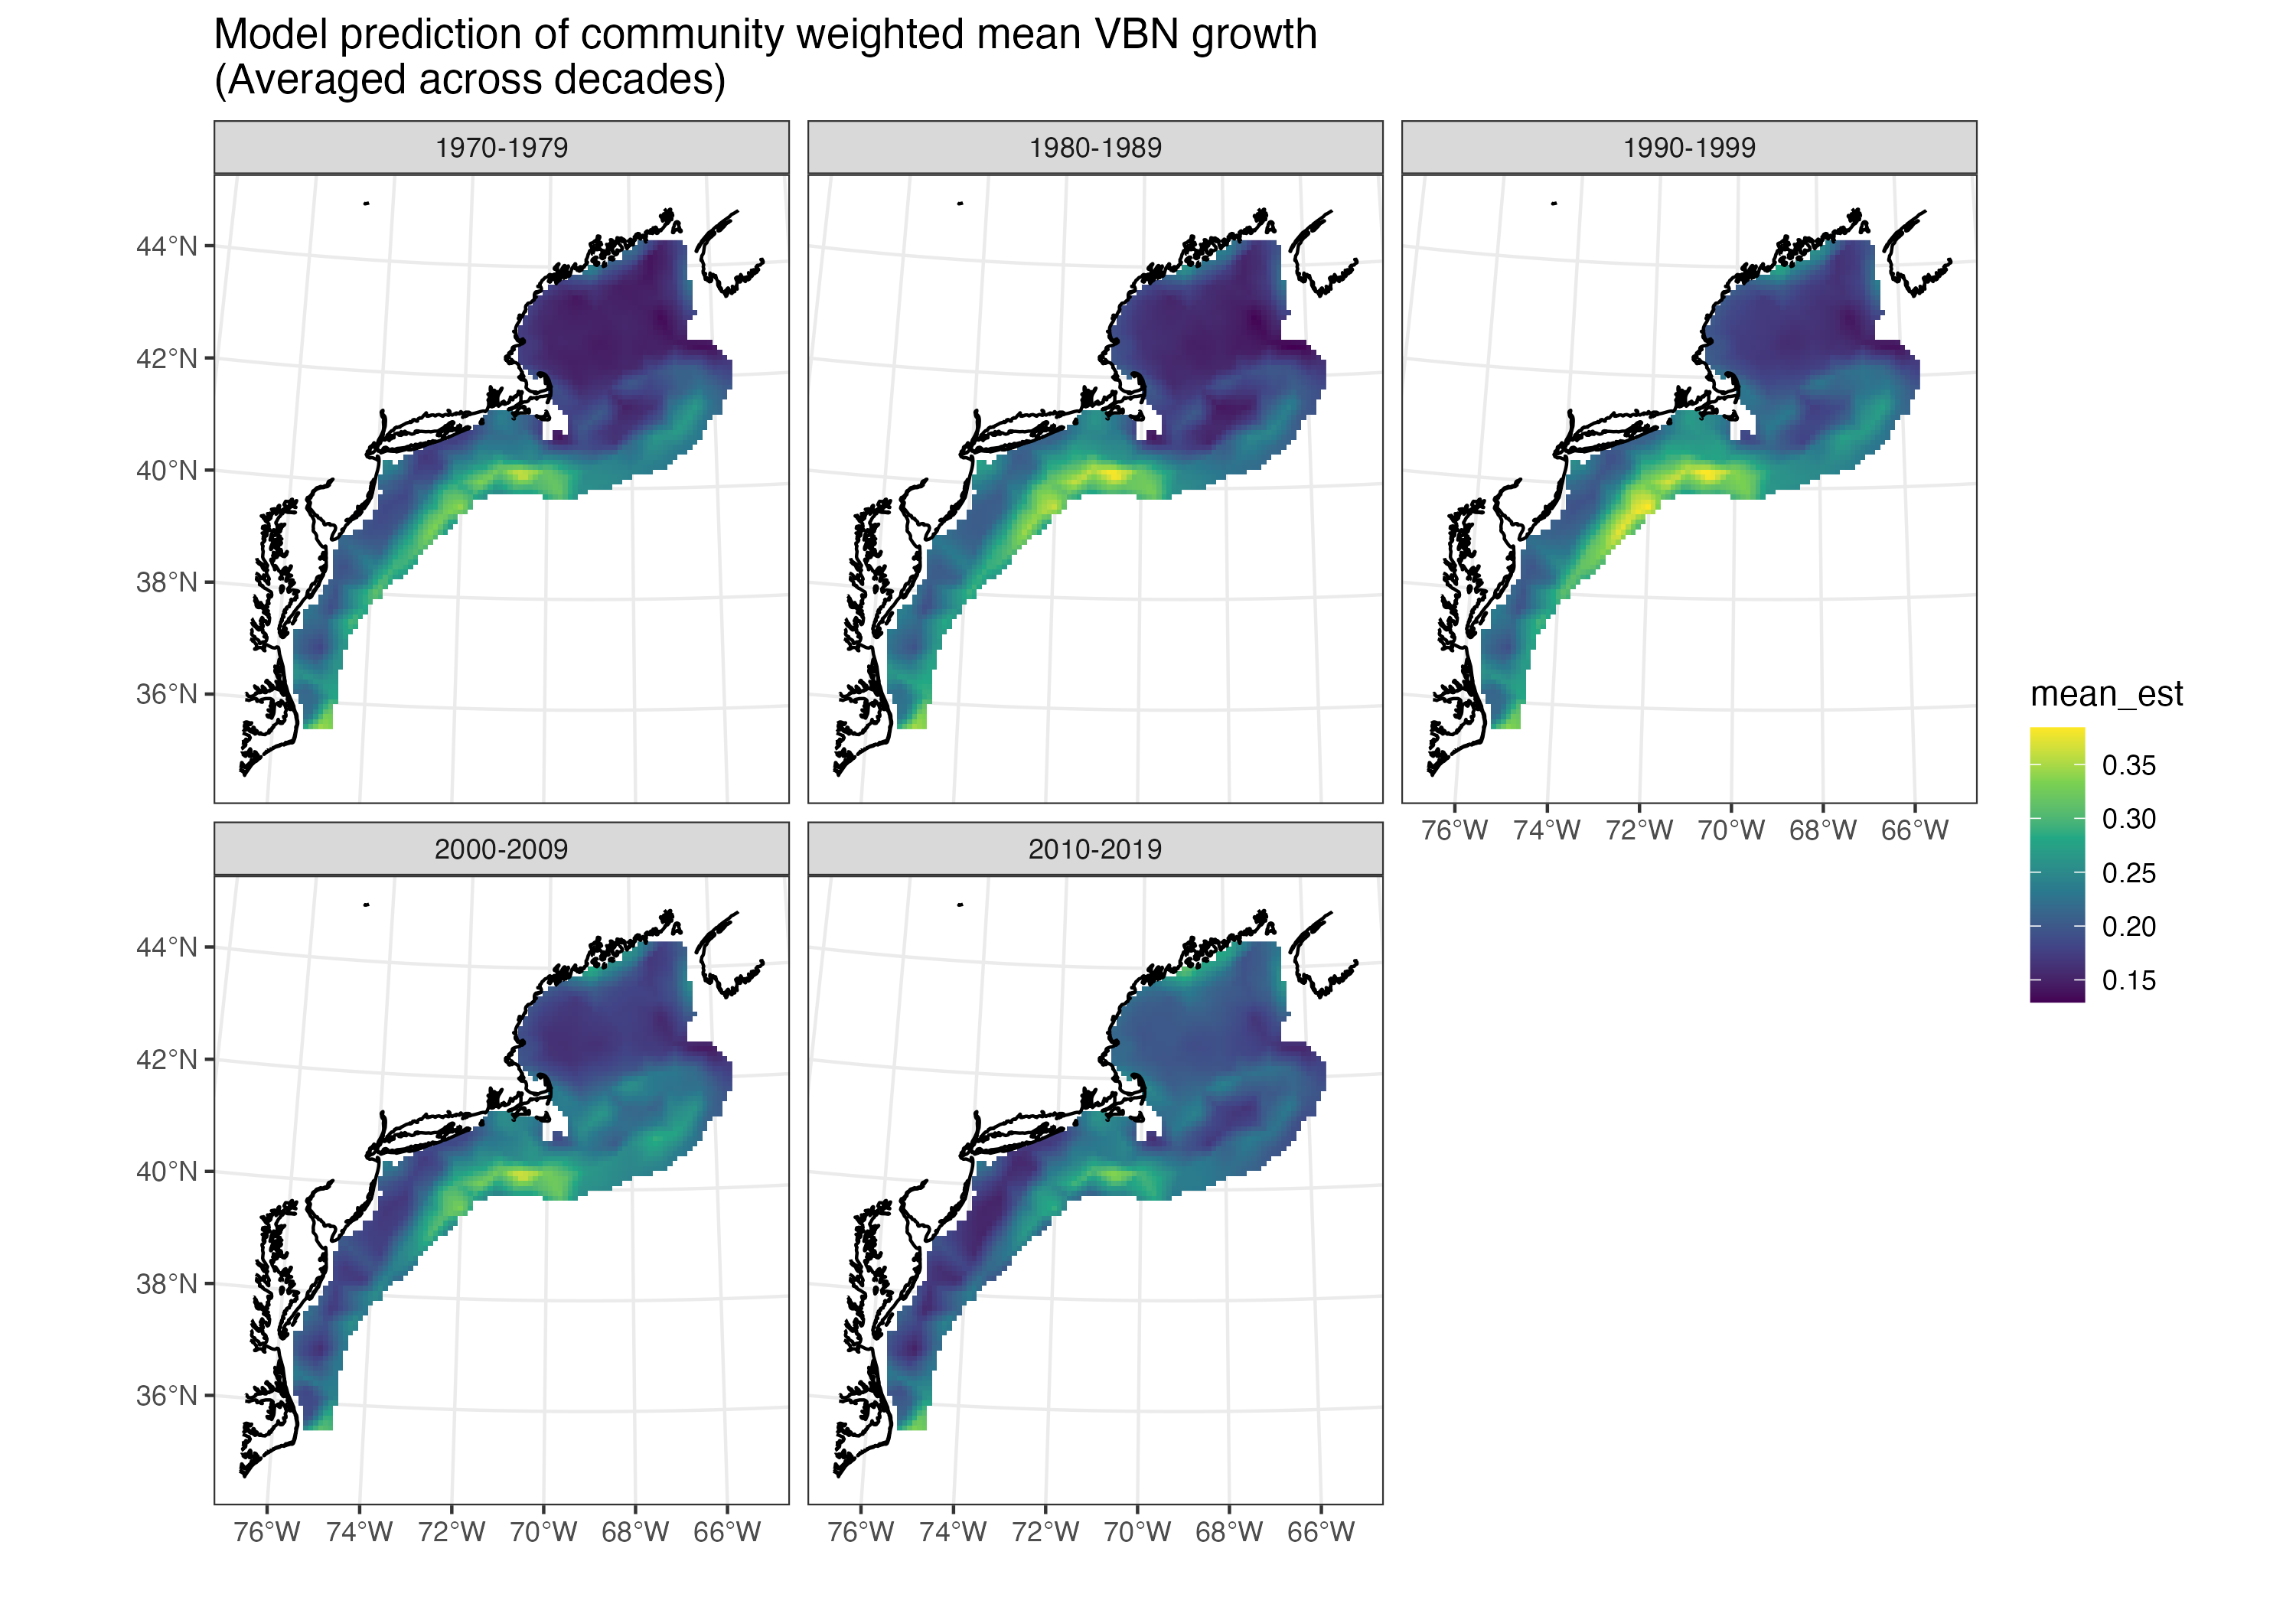 Model prediction of community weighted mean VBN growth
(Averaged across decades)
1970-1979
1980-1989
1990-1999
44°N
42°N
40°N
38°N
36°N
76°W 74°W 72°W 70°W 68°W 66°W
2000-2009
2010-2019
44°N
42°N
40°N
38°N
36°N
76°W 74°W 72°W 70°W 68°W 66°W
76°W 74°W 72°W 70°W 68°W 66°W
mean_est
0.35
0.30
0.25
0.20
0.15